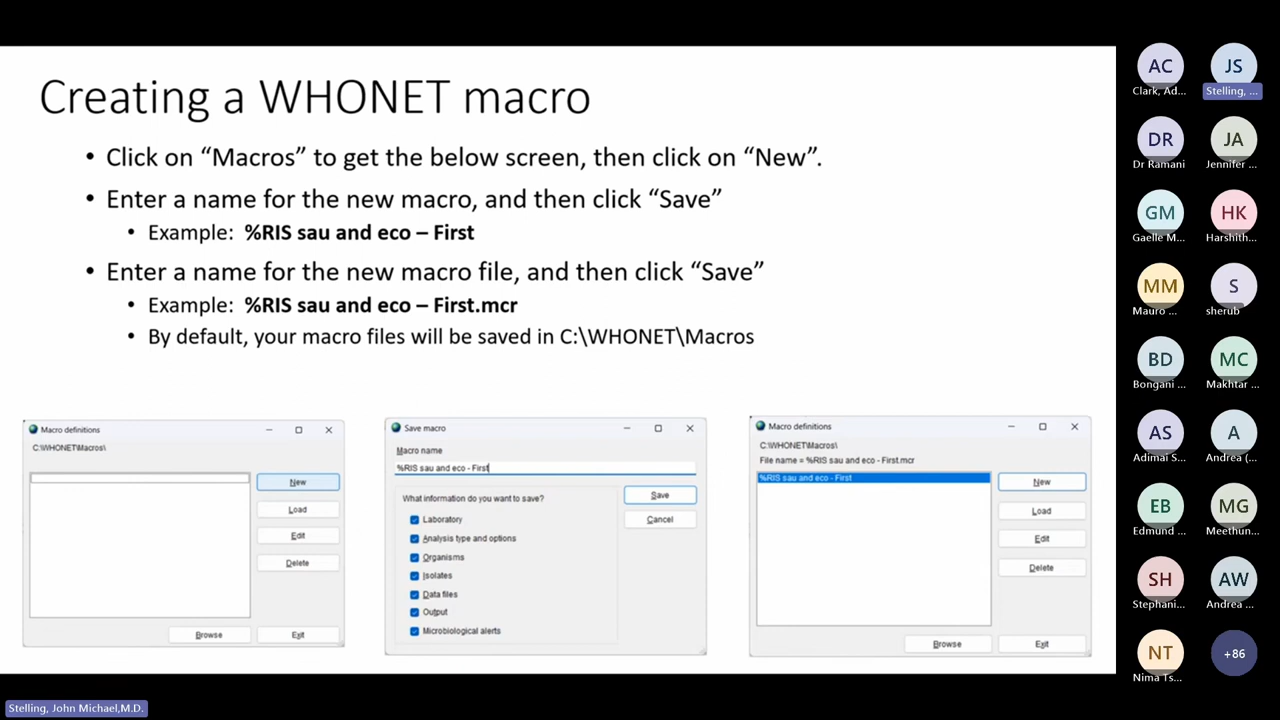 Creating a WHONET macro
• Click on “Macros” to get the below screen, then click on “New”.
• Enter a name for the new macro, and then click “Save”
• Example: %RIS sau and eco – First
• Enter a name for the new macro file, and then click “Save”
• Example: %RIS sau and eco – First.mcr
• By default, your macro files will be saved in C:\WHONET\Macros
Macro definitions
C:\WHONET\Macros\
New
Load
Edit
Delete
Browse
Exit
Save macro
Macro name
%RIS sau and eco - First
What information do you want to save?
Laboratory
Analysis type and options
Organisms
Isolates
Data files
Output
Microbiological alerts
Save
Cancel
Macro definitions
C:\WHONET\Macros\
File name = %RIS sau and eco - First.mcr
%RIS sau and eco - First
New
Load
Edit
Delete
Browse
Exit
AC
Clark, Ad...
JS
Stelling, ...
DR
Dr Ramani
JA
Jennifer ...
GM
Gaelle M...
HK
Harshith...
MM
Mauro ...
S
sherub
BD
Bongani ...
MC
Makhtar ...
AS
Adimai S...
A
Andrea (...
EB
Edmund ...
MG
Meethun...
SH
Stephani...
AW
Andrea ...
NT
Nima Ts...
+86
Stelling, John Michael,M.D.